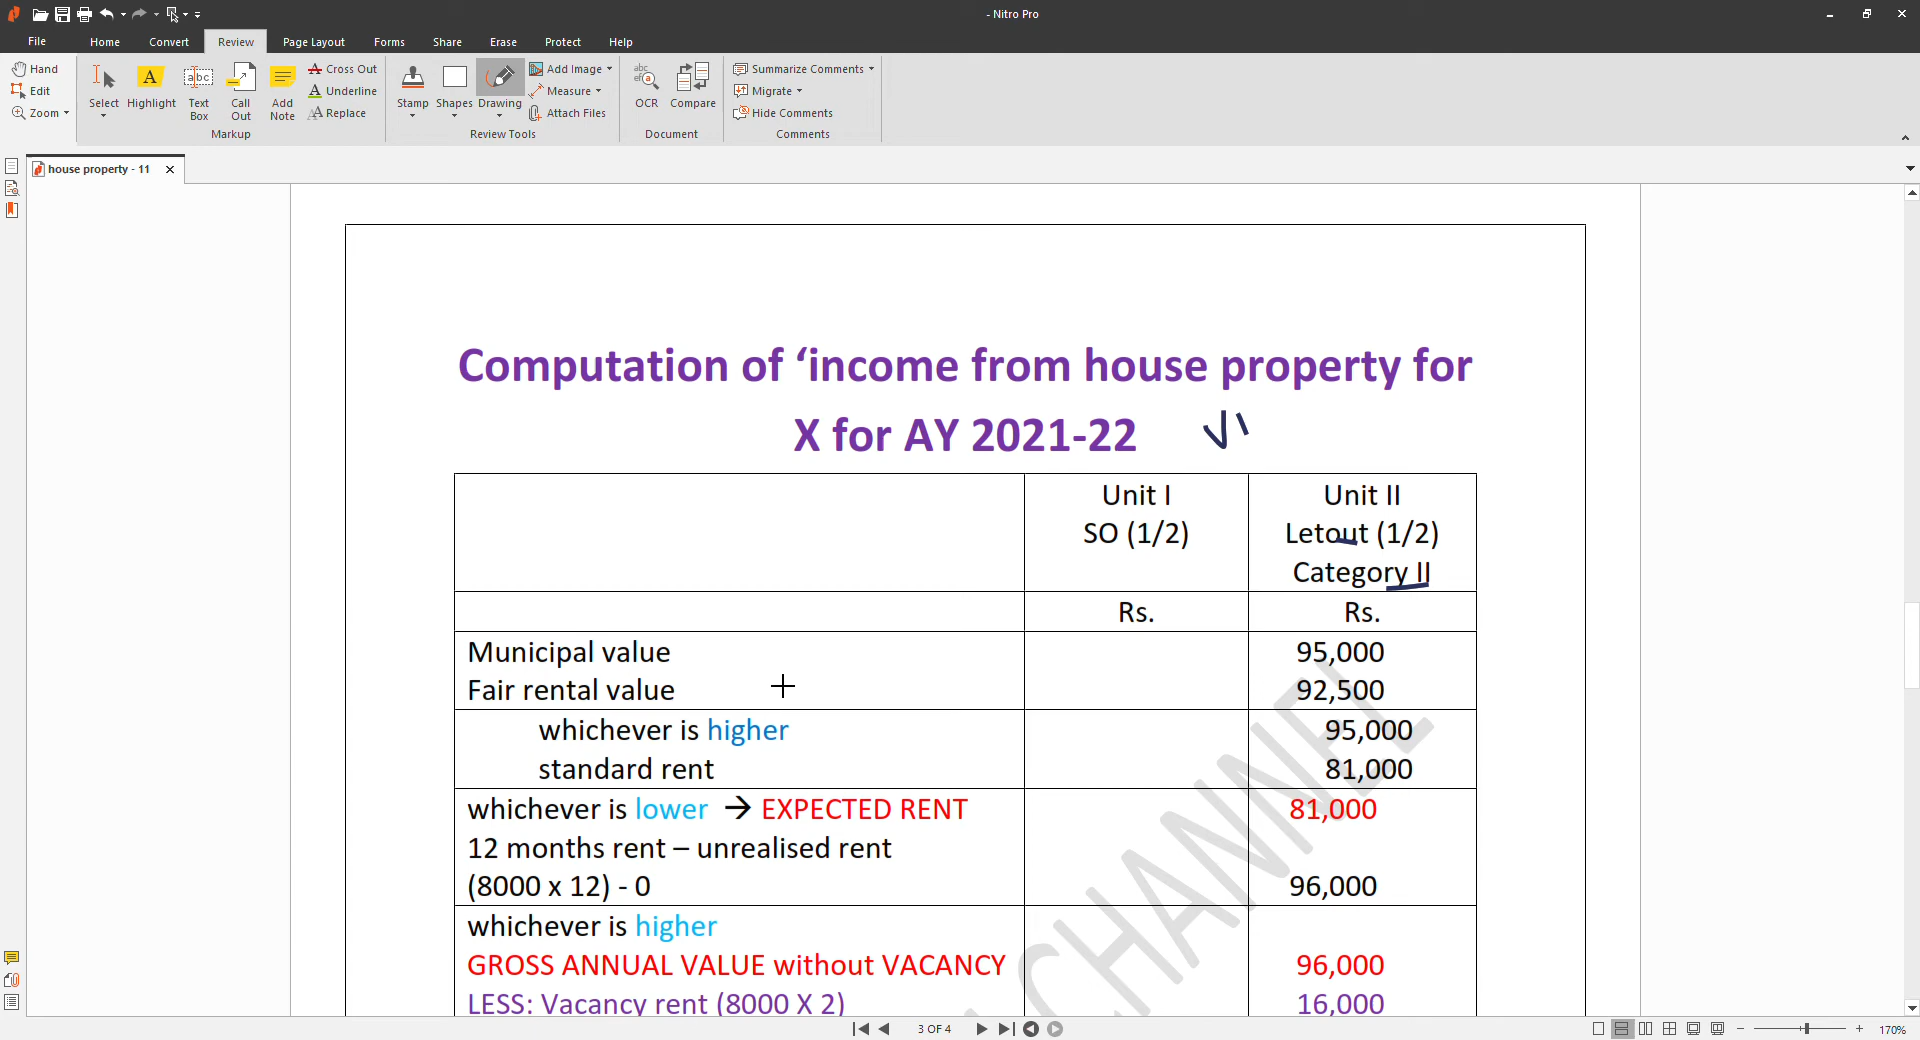 - Nitro Pro
File
Home
Convert
Review
Page Layout
Forms
Share
Erase
Protect
Help
Hand
Edit
Zoom
Select
Highlight
Text Box
Call Out
Add Note
Cross Out
Underline
Replace
Markup
Stamp
Shapes
Drawing
Add Image
Measure
Attach Files
Review Tools
OCR
Compare
Document
Summarize Comments
Migrate
Hide Comments
Comments
house property - 11
Computation of ‘income from house property for
X for AY 2021-22
Unit I
SO (1/2)
Unit II
Letout (1/2)
Category II
Rs. Rs.
Municipal value 95,000
Fair rental value 92,500
whichever is higher 95,000
standard rent 81,000
whichever is lower → EXPECTED RENT 81,000
12 months rent – unrealised rent
(8000 x 12) - 0 96,000
whichever is higher
GROSS ANNUAL VALUE without VACANCY 96,000
LESS: Vacancy rent (8000 X 2) 16,000
CHANNEL
3 OF 4
170%